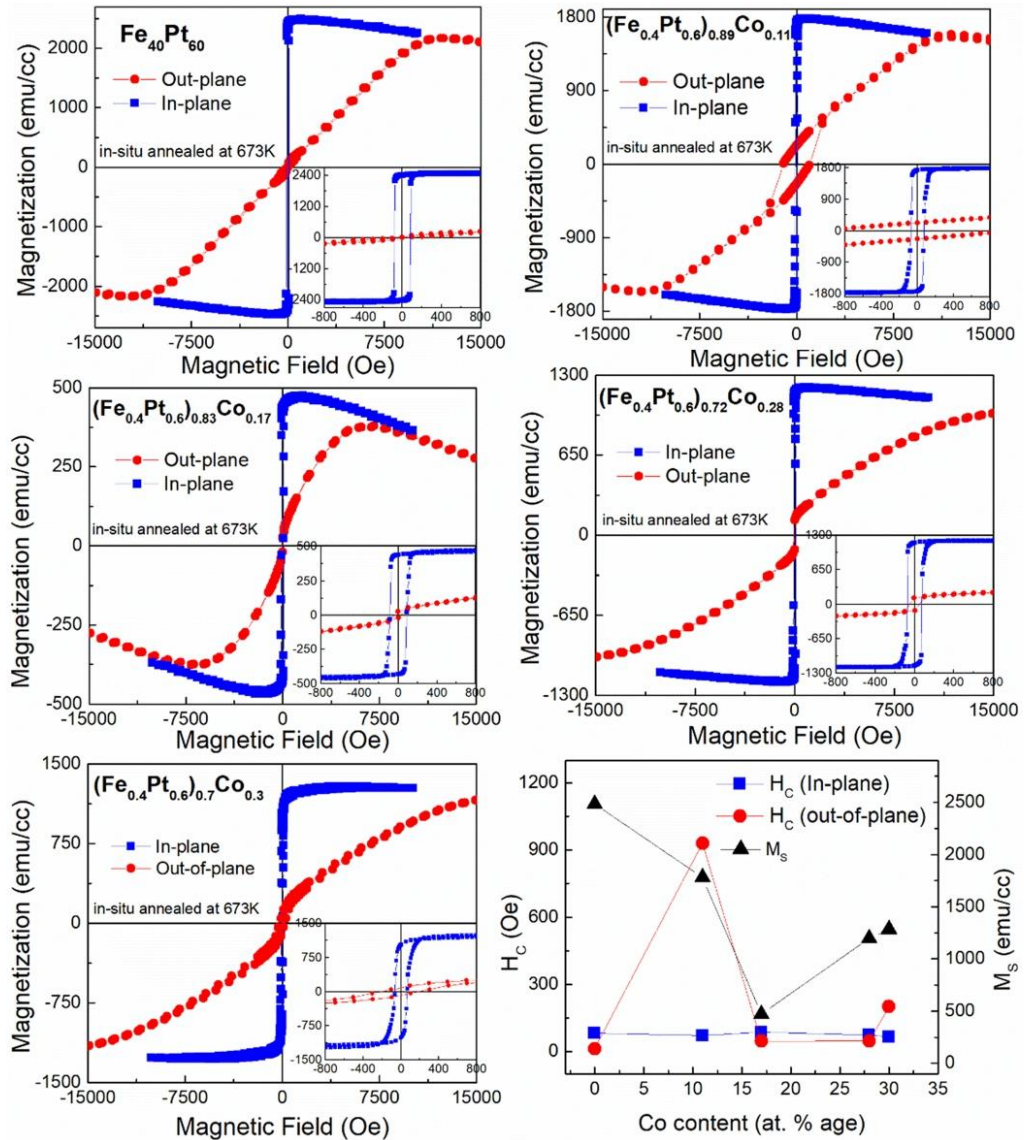 Fe40Pt60
Out-plane
In-plane
in-situ annealed at 673K
Magnetization (emu/cc)
2000
1000
0
-1000
-2000
-15000 -7500 0 7500 15000
Magnetic Field (Oe)
2400
1200
0
1200
2400
-800 -400 0 400 800
(Fe0.4Pt0.6)0.89Co0.11
Out-plane
In-plane
in-situ annealed at 673K
Magnetization (emu/cc)
1800
900
0
-900
-1800
-15000 -7500 0 7500 15000
Magnetic Field (Oe)
1800
900
0
-900
-1800
-800 -400 0 400 800
(Fe0.4Pt0.6)0.83Co0.17
Out-plane
In-plane
in-situ annealed at 673K
Magnetization (emu/cc)
500
250
0
-250
-500
-15000 -7500 0 7500 15000
Magnetic Field (Oe)
500
250
0
-250
-500
-800 -400 0 400 800
(Fe0.4Pt0.6)0.72Co0.28
In-plane
Out-plane
in-situ annealed at 673K
Magnetization (emu/cc)
1300
650
0
-650
-1300
-15000 -7500 0 7500 15000
Magnetic Field (Oe)
1300
650
0
-650
-1300
-800 -400 0 400 800
(Fe0.4Pt0.6)0.7Co0.3
In-plane
Out-of-plane
in-situ annealed at 673K
Magnetization (emu/cc)
1500
750
0
-750
-1500
-15000 -7500 0 7500 15000
Magnetic Field (Oe)
1500
750
0
-750
-1500
-800 -400 0 400 800
HC (In-plane)
HC (out-of-plane)
MS
HC (Oe)
1200
900
600
300
0
MS (emu/cc)
2500
2000
1500
1000
500
0
0 5 10 15 20 25 30 35
Co content (at. % age)